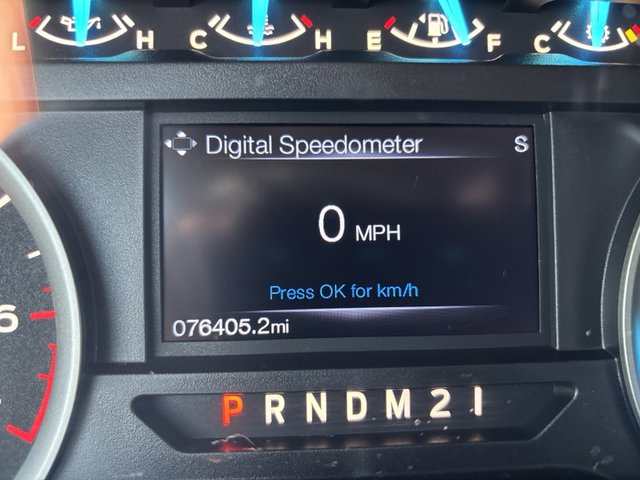 L H C H E F C
Digital Speedometer S
0 MPH
Press OK for km/h
076405.2mi
6
P R N D M 2 1